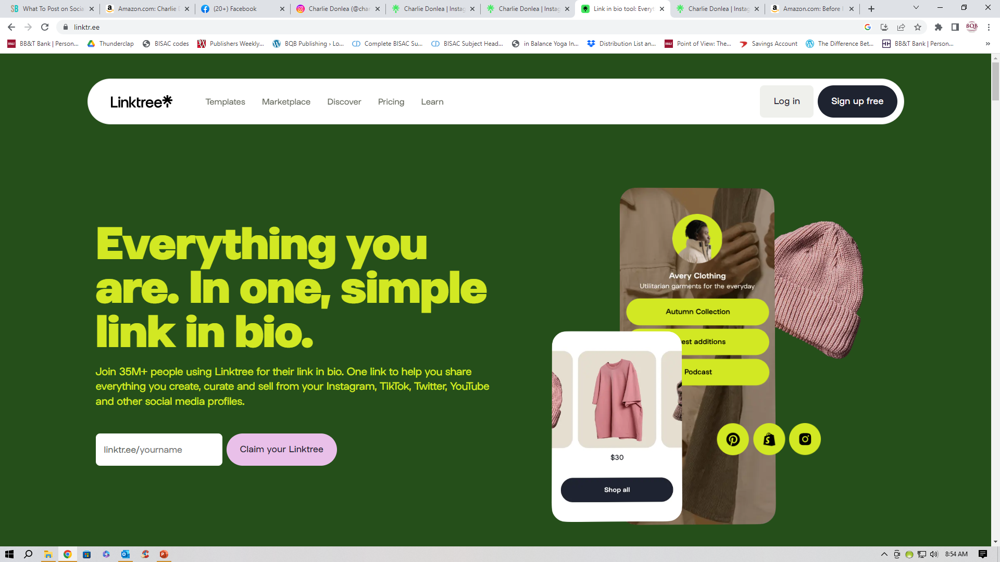 What To Post on Socia
Amazon.com: Charlie D
(20+) Facebook
Charlie Donlea (@char
Charlie Donlea | Instag
Charlie Donlea | Instag
Link in bio tool: Everyt
Charlie Donlea | Instag
Amazon.com: Before I
linktr.ee
BB&T Bank | Person...
Thunderclap
BISAC codes
Publishers Weekly,...
BQB Publishing › Lo...
Complete BISAC Su...
BISAC Subject Head...
in Balance Yoga In...
Distribution List an...
Point of View: The...
Savings Account
The Difference Bet...
BB&T Bank | Person...
Linktree
Templates
Marketplace
Discover
Pricing
Learn
Log in
Sign up free
Everything you
are. In one, simple
link in bio.
Join 35M+ people using Linktree for their link in bio. One link to help you share
everything you create, curate and sell from your Instagram, TikTok, Twitter, YouTube
and other social media profiles.
linktr.ee/yourname
Claim your Linktree
Avery Clothing
Utilitarian garments for the everyday
Autumn Collection
est additions
Podcast
$30
Shop all
8:54 AM